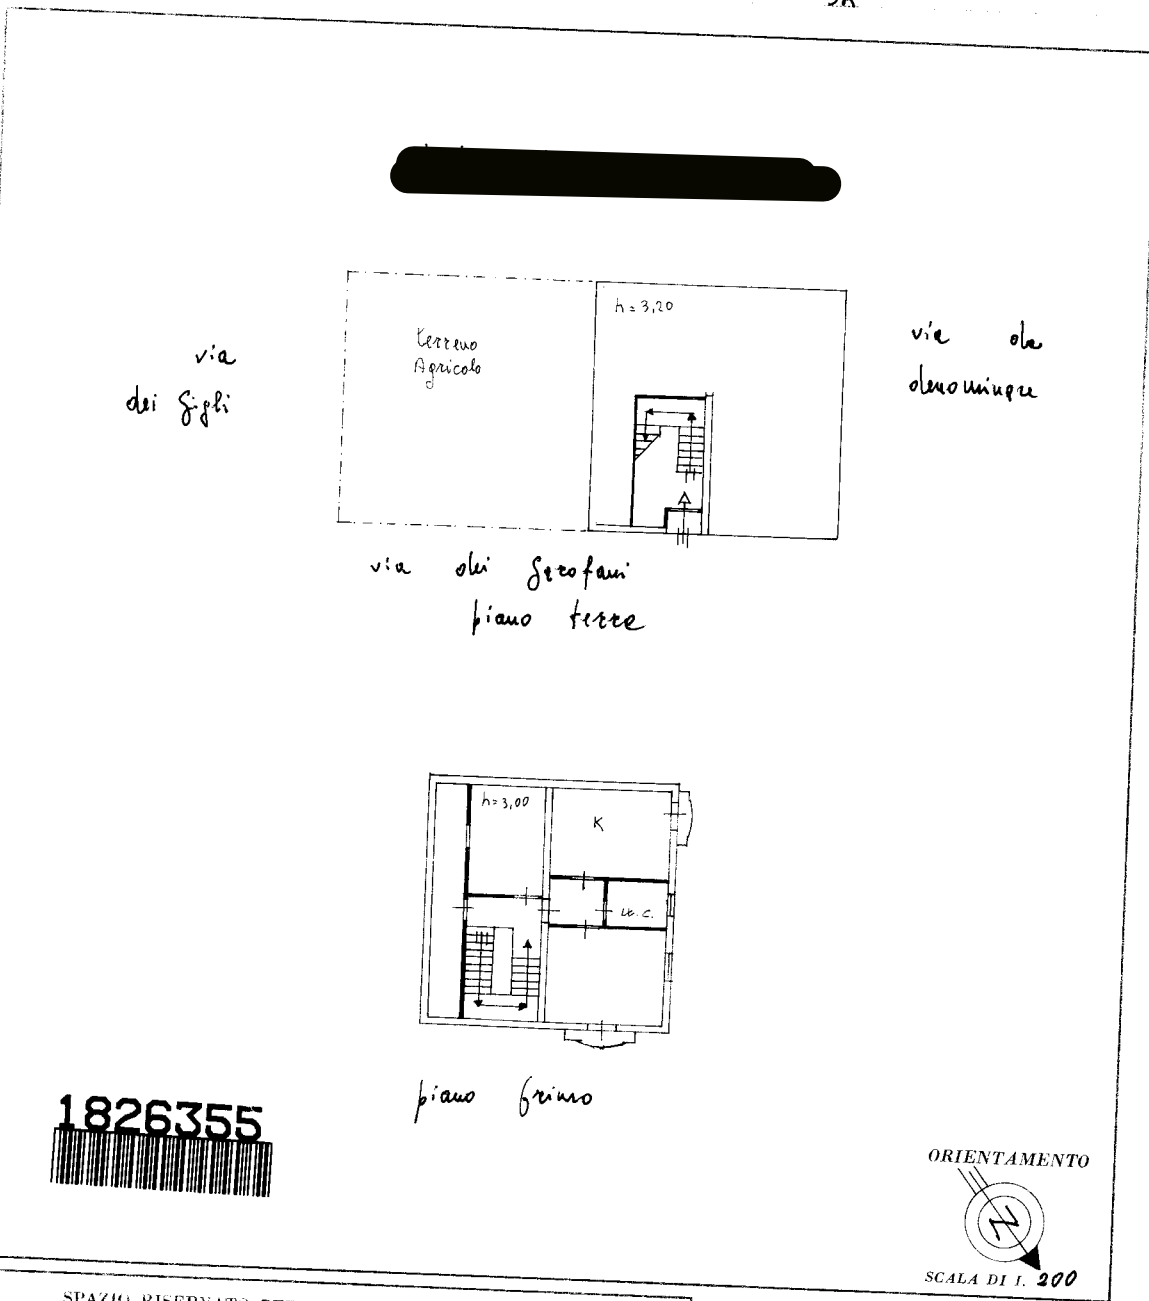 h = 3,20
terreno
Agricolo
via
dei Gigli
via da
denominare
via dei Garofani
piano terra
h = 3,00
K
W.C.
piano primo
1826355
ORIENTAMENTO
N
SCALA DI 1. 200